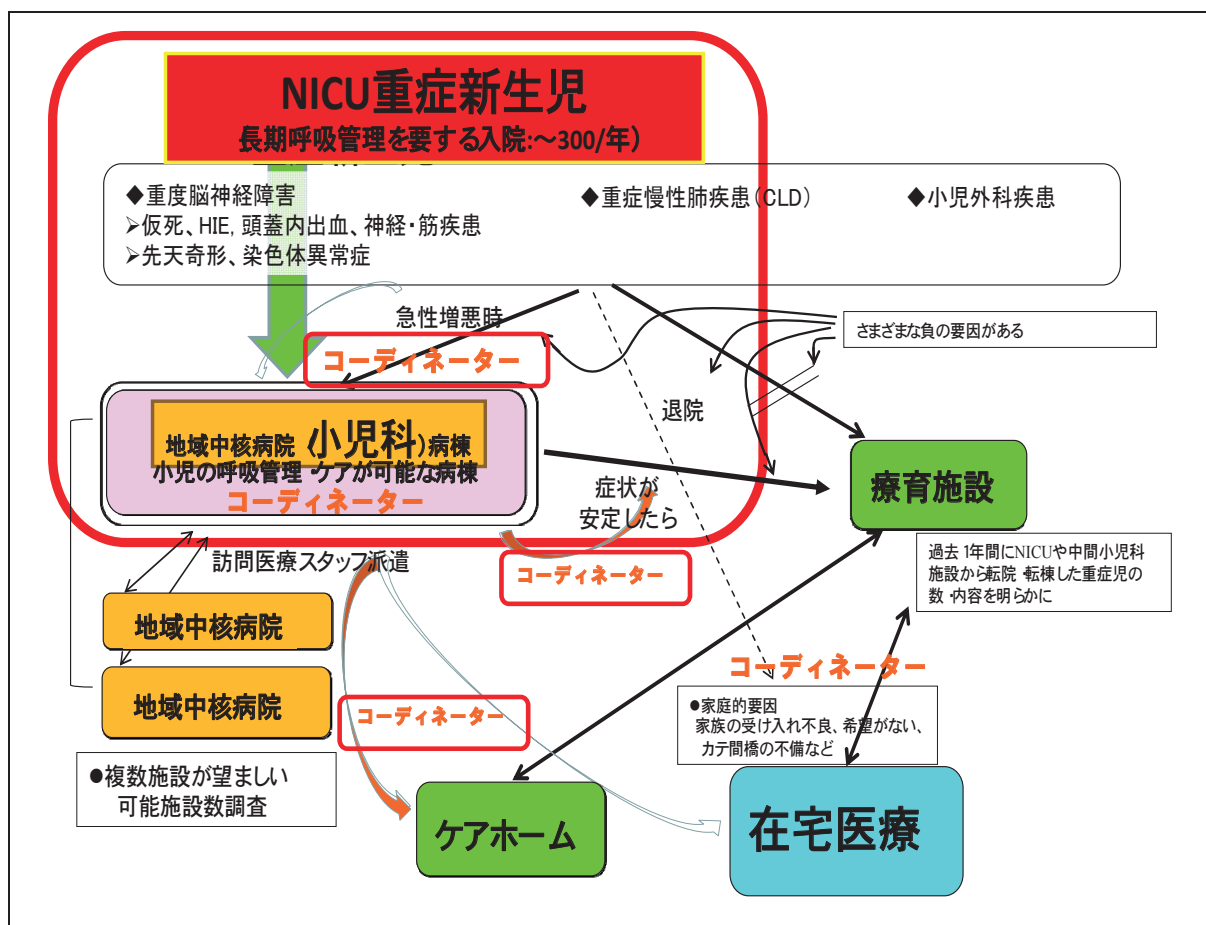 NICU重症新生児
長期呼吸管理を要する入院:～300/年）
◆重度脳神経障害
➢仮死、HIE, 頭蓋内出血、神経・筋疾患
➢先天奇形、染色体異常症
◆重症慢性肺疾患（CLD）
◆小児外科疾患
急性増悪時
コーディネーター
さまざまな負の要因がある
退院
地域中核病院（小児科）病棟
小児の呼吸管理・ケアが可能な病棟
コーディネーター
症状が
安定したら
療育施設
過去1年間にNICUや中間小児科
施設から転院・転棟した重症児の
数・内容を明らかに
訪問医療スタッフ派遣
コーディネーター
地域中核病院
地域中核病院
コーディネーター
コーディネーター
●家庭的要因
家族の受け入れ不良、希望がない、
カテ間橋の不備など
●複数施設が望ましい
可能施設数調査
ケアホーム
在宅医療